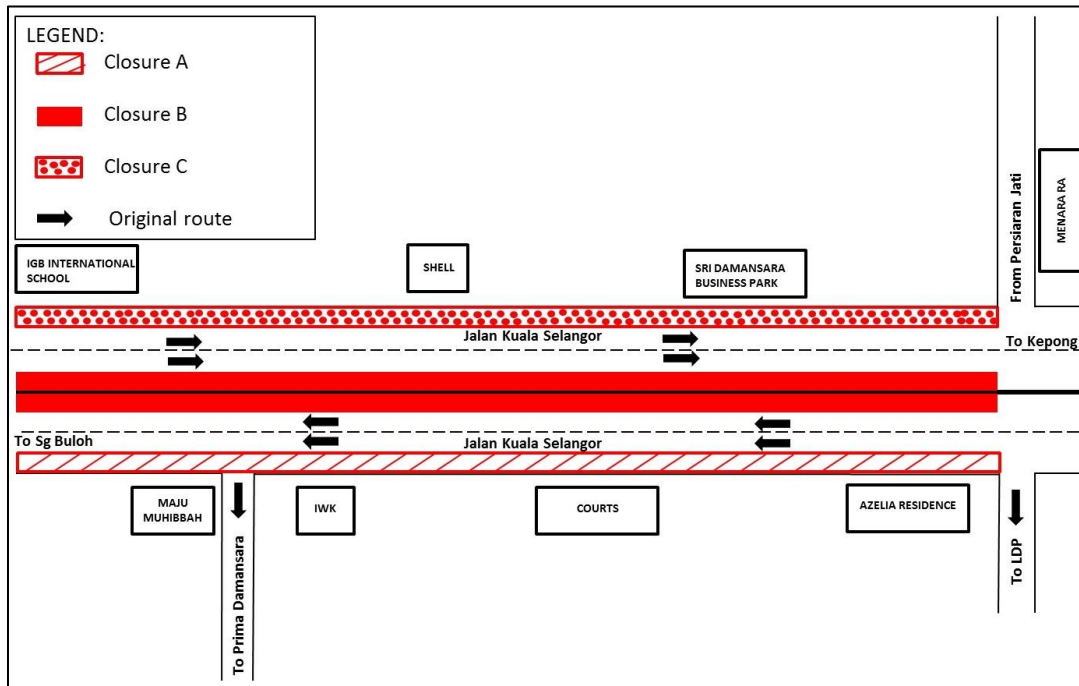 LEGEND:
Closure A
Closure B
Closure C
Original route
IGB INTERNATIONAL
SCHOOL
SHELL
SRI DAMANSARA
BUSINESS PARK
From Persiaran Jati
MENARA RA
Jalan Kuala Selangor
To Kepong
To Sg Buloh
Jalan Kuala Selangor
MAJU
MUHIBBAH
IWK
COURTS
AZELIA RESIDENCE
To Prima Damansara
To LDP